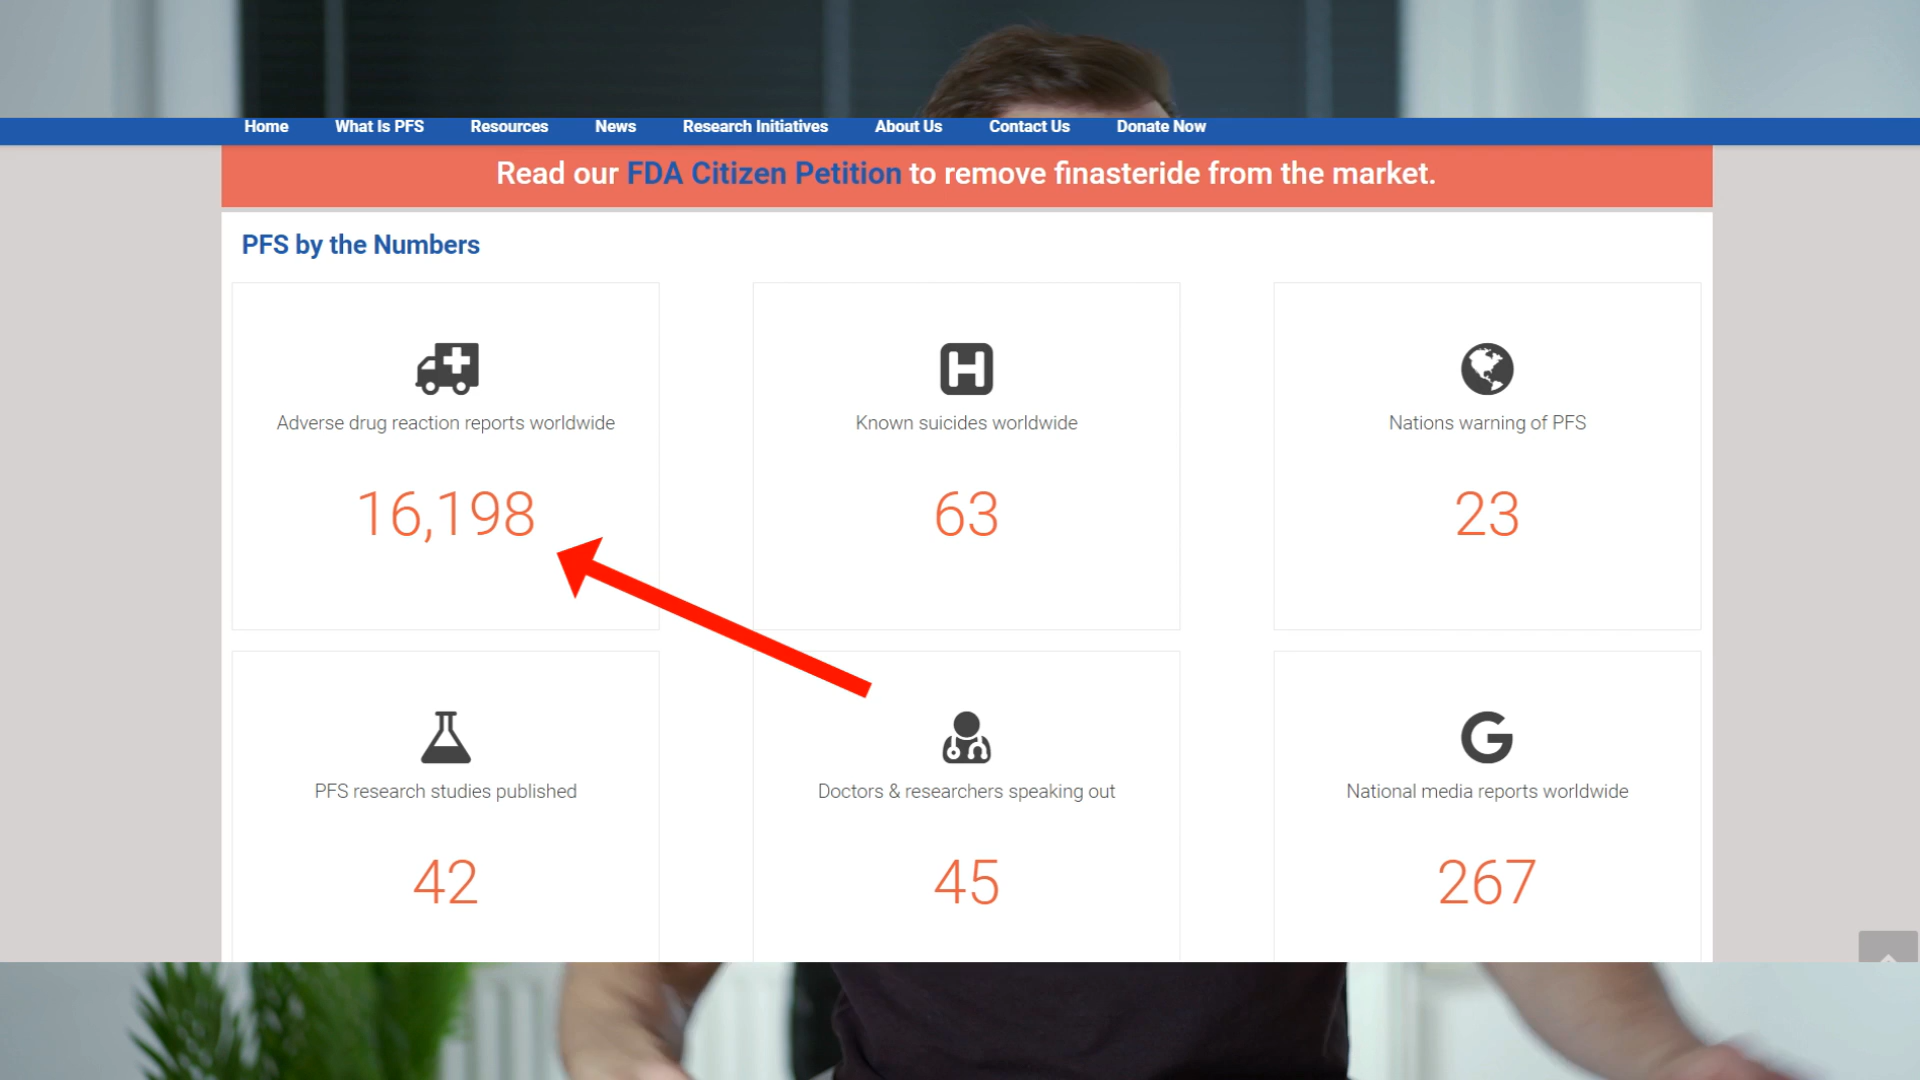 Home What Is PFS Resources News Research Initiatives About Us Contact Us Donate Now
Read our FDA Citizen Petition to remove finasteride from the market.
PFS by the Numbers
Adverse drug reaction reports worldwide
16,198
Known suicides worldwide
63
Nations warning of PFS
23
PFS research studies published
42
Doctors & researchers speaking out
45
National media reports worldwide
267